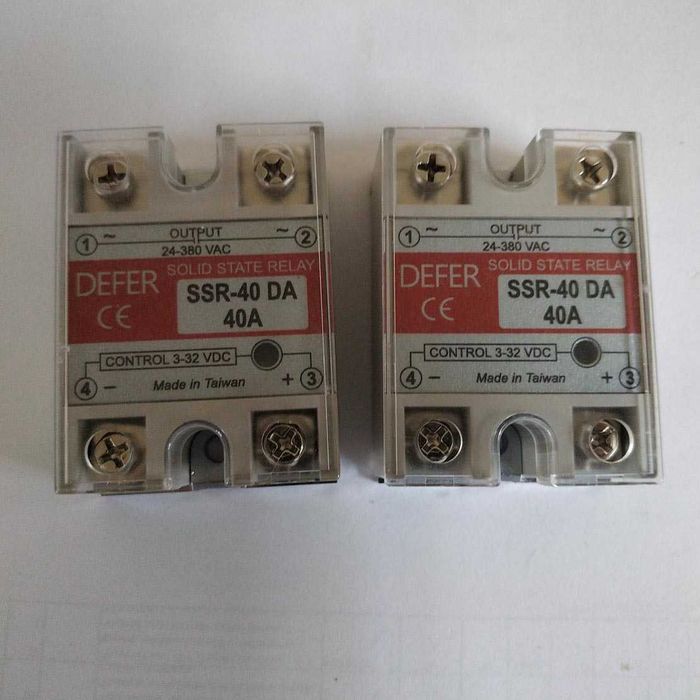 ① ~ OUTPUT ~ ②
24-380 VAC
DEFER SOLID STATE RELAY
CE SSR-40 DA
40A
CONTROL 3-32 VDC
④ − Made in Taiwan + ③
① ~ OUTPUT ~ ②
24-380 VAC
DEFER SOLID STATE RELAY
CE SSR-40 DA
40A
CONTROL 3-32 VDC
④ − Made in Taiwan + ③